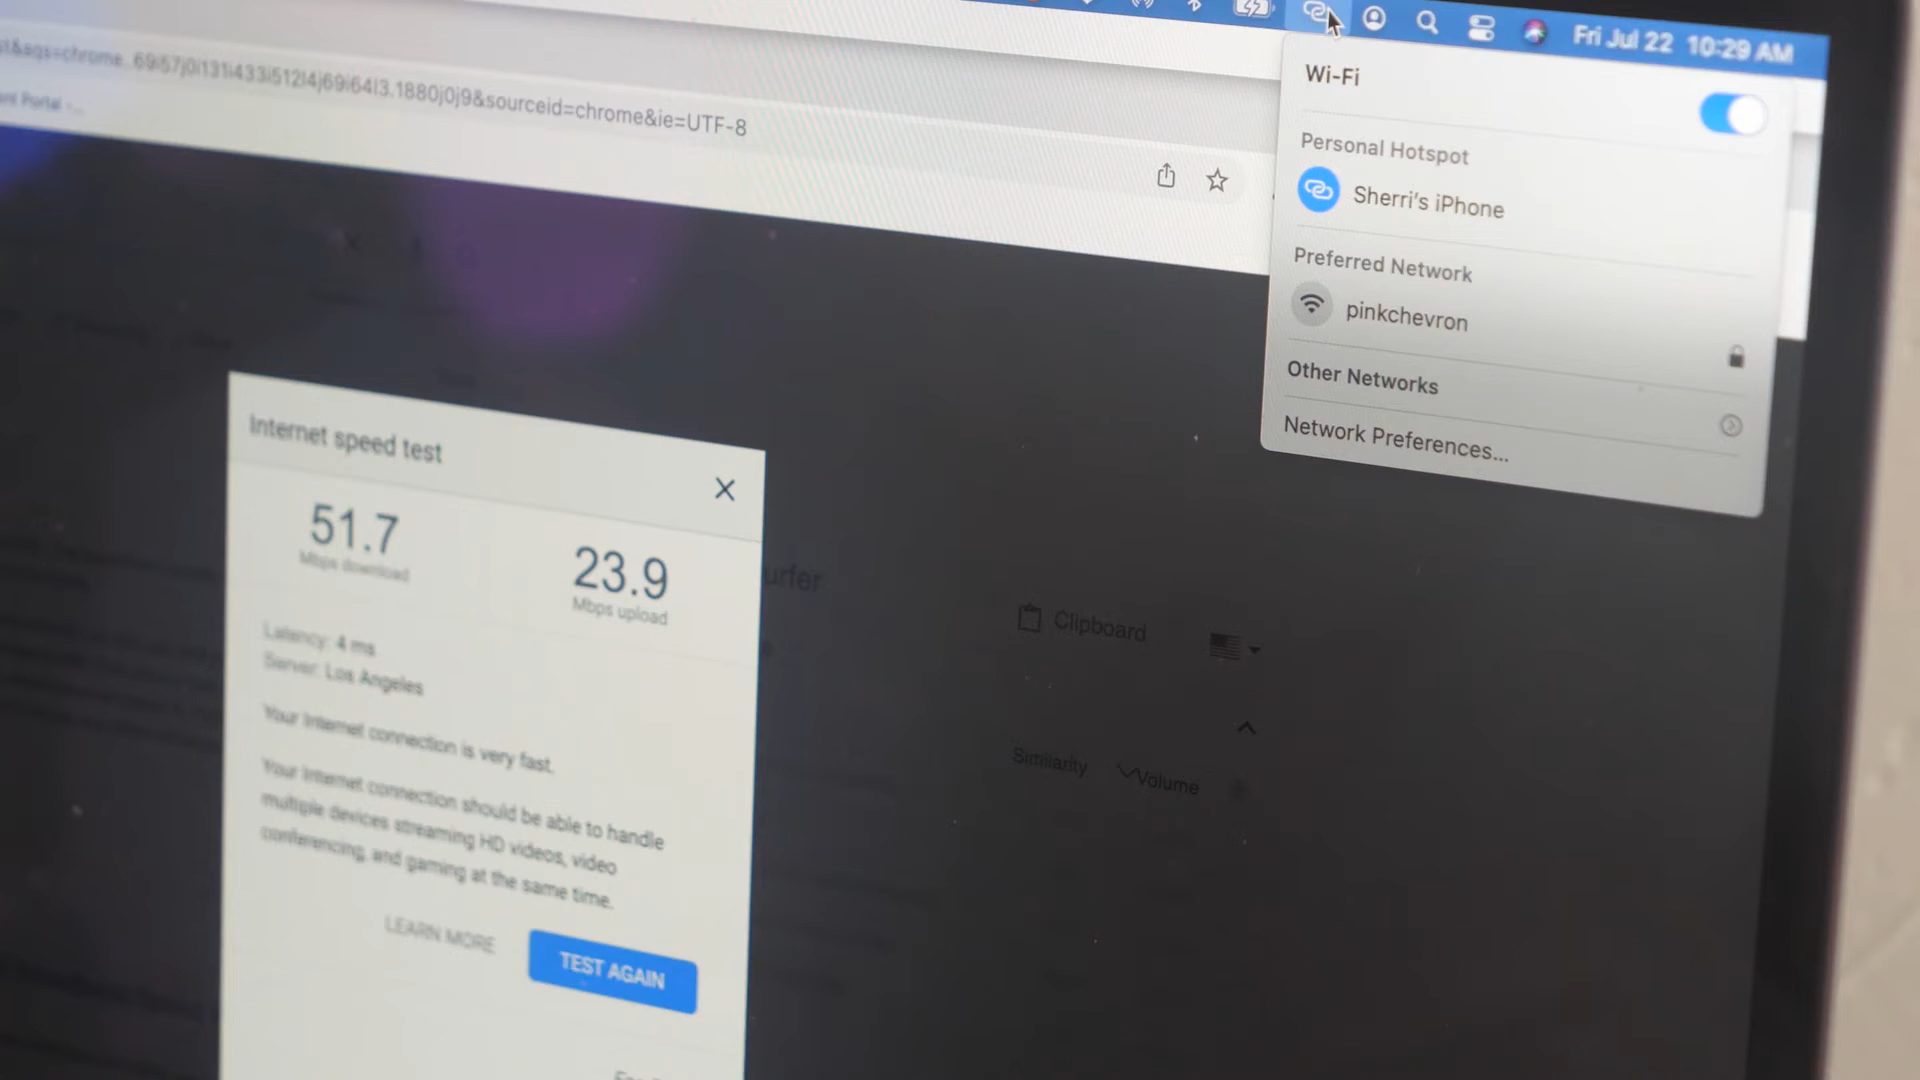 Fri Jul 22 10:29 AM
Wi-Fi
Personal Hotspot
Sherri's iPhone
Preferred Network
pinkchevron
Other Networks
Network Preferences...
t&aqs=chrome..69i57j0i131i433i512l4j69i64l3.1880j0j9&sourceid=chrome&ie=UTF-8
Portal -...
Internet speed test
51.7
Mbps download
23.9
Mbps upload
Latency: 4 ms
Server: Los Angeles
Your Internet connection is very fast.
Your Internet connection should be able to handle
multiple devices streaming HD videos, video
conferencing, and gaming at the same time.
LEARN MORE
TEST AGAIN
urfer
Clipboard
Similarity
Volume